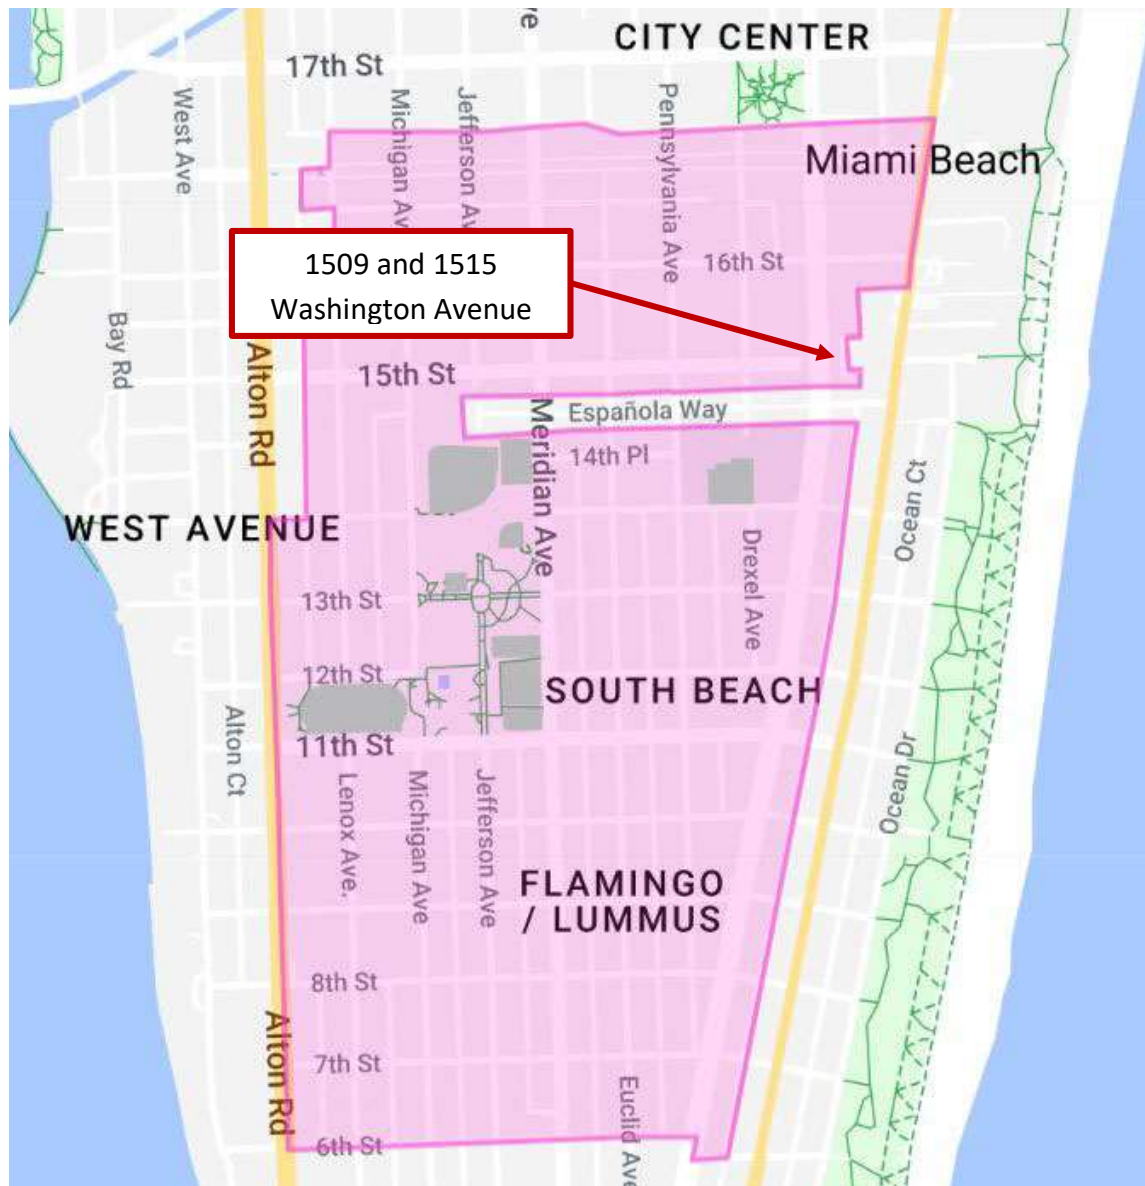 ve
CITY CENTER
17th St
West Ave
Michigan Av
Jefferson Av
Pennsylvania Ave
Miami Beach
1509 and 1515
Washington Avenue
16th St
Bay Rd
Alton Rd
15th St
Meridian Ave
Española Way
14th Pl
Ocean Ct
WEST AVENUE
Drexel Ave
13th St
12th St
SOUTH BEACH
Alton Ct
11th St
Ocean Dr
Lenox Ave.
Michigan Ave
Jefferson Ave
FLAMINGO
/ LUMMUS
8th St
Alton Rd
7th St
Euclid Ave
6th St